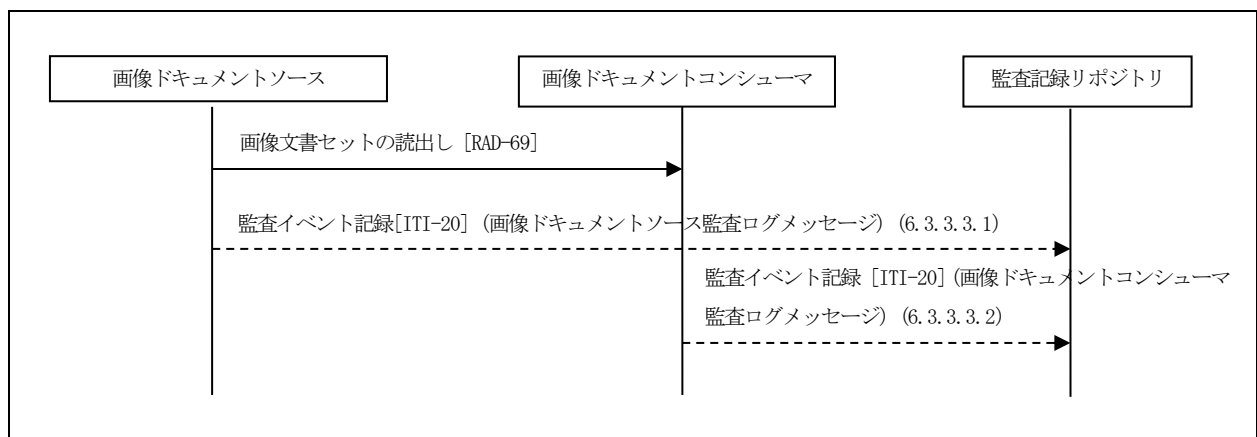 画像ドキュメントソース
画像ドキュメントコンシューマ
監査記録リポジトリ
画像文書セットの読出し [RAD-69]
監査イベント記録[ITI-20] (画像ドキュメントソース監査ログメッセージ) (6.3.3.3.1)
監査イベント記録 [ITI-20] (画像ドキュメントコンシューマ
監査ログメッセージ) (6.3.3.3.2)